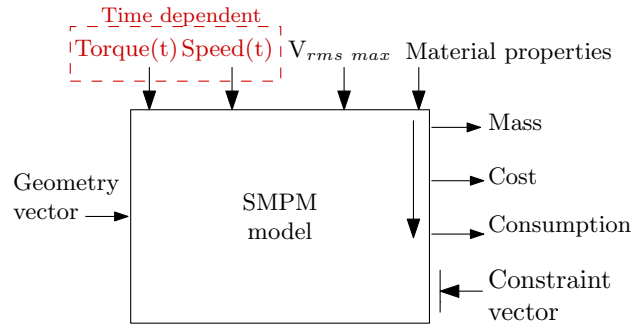 Time dependent
Torque(t) Speed(t) V_rms max Material properties
Mass
Geometry
vector
SMPM
model
Cost
Consumption
Constraint
vector